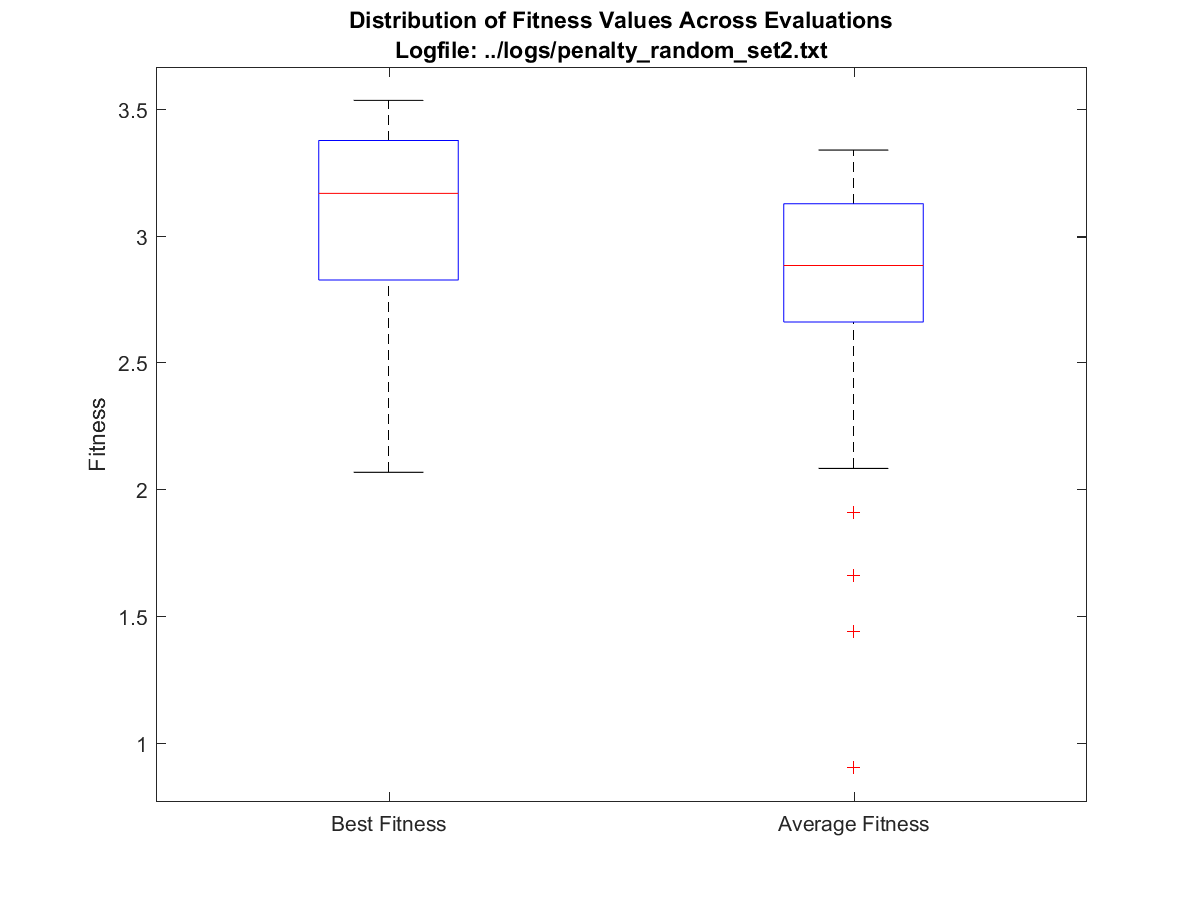 Distribution of Fitness Values Across Evaluations
Logfile: ../logs/penalty_random_set2.txt
3.5
3
2.5
2
1.5
1
Fitness
Best Fitness
Average Fitness